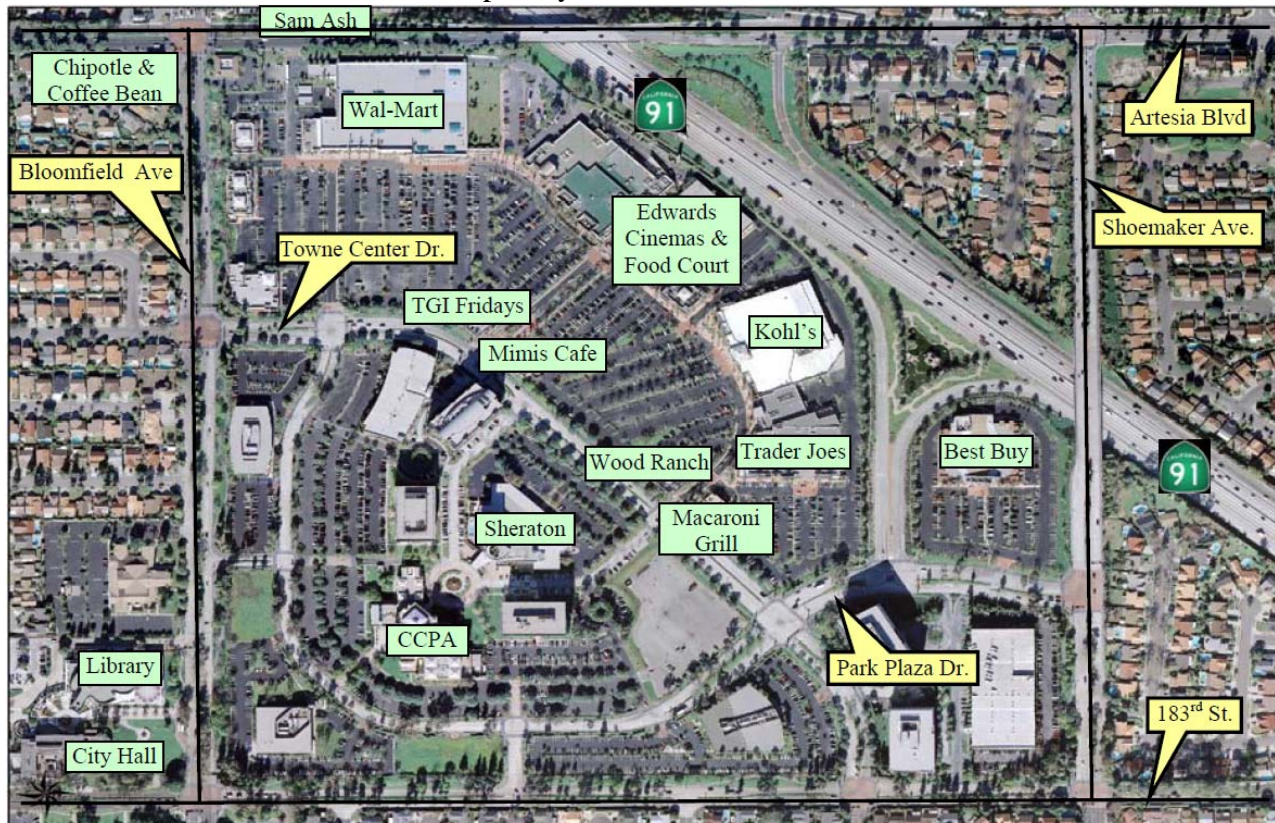 Sam Ash
Chipotle &
Coffee Bean
Wal-Mart
CALIFORNIA
91
Artesia Blvd
Bloomfield Ave
Edwards
Cinemas &
Food Court
Shoemaker Ave.
Towne Center Dr.
TGI Fridays
Kohl's
Mimis Cafe
Wood Ranch
Trader Joes
Best Buy
CALIFORNIA
91
Sheraton
Macaroni
Grill
CCPA
Library
Park Plaza Dr.
183rd St.
City Hall